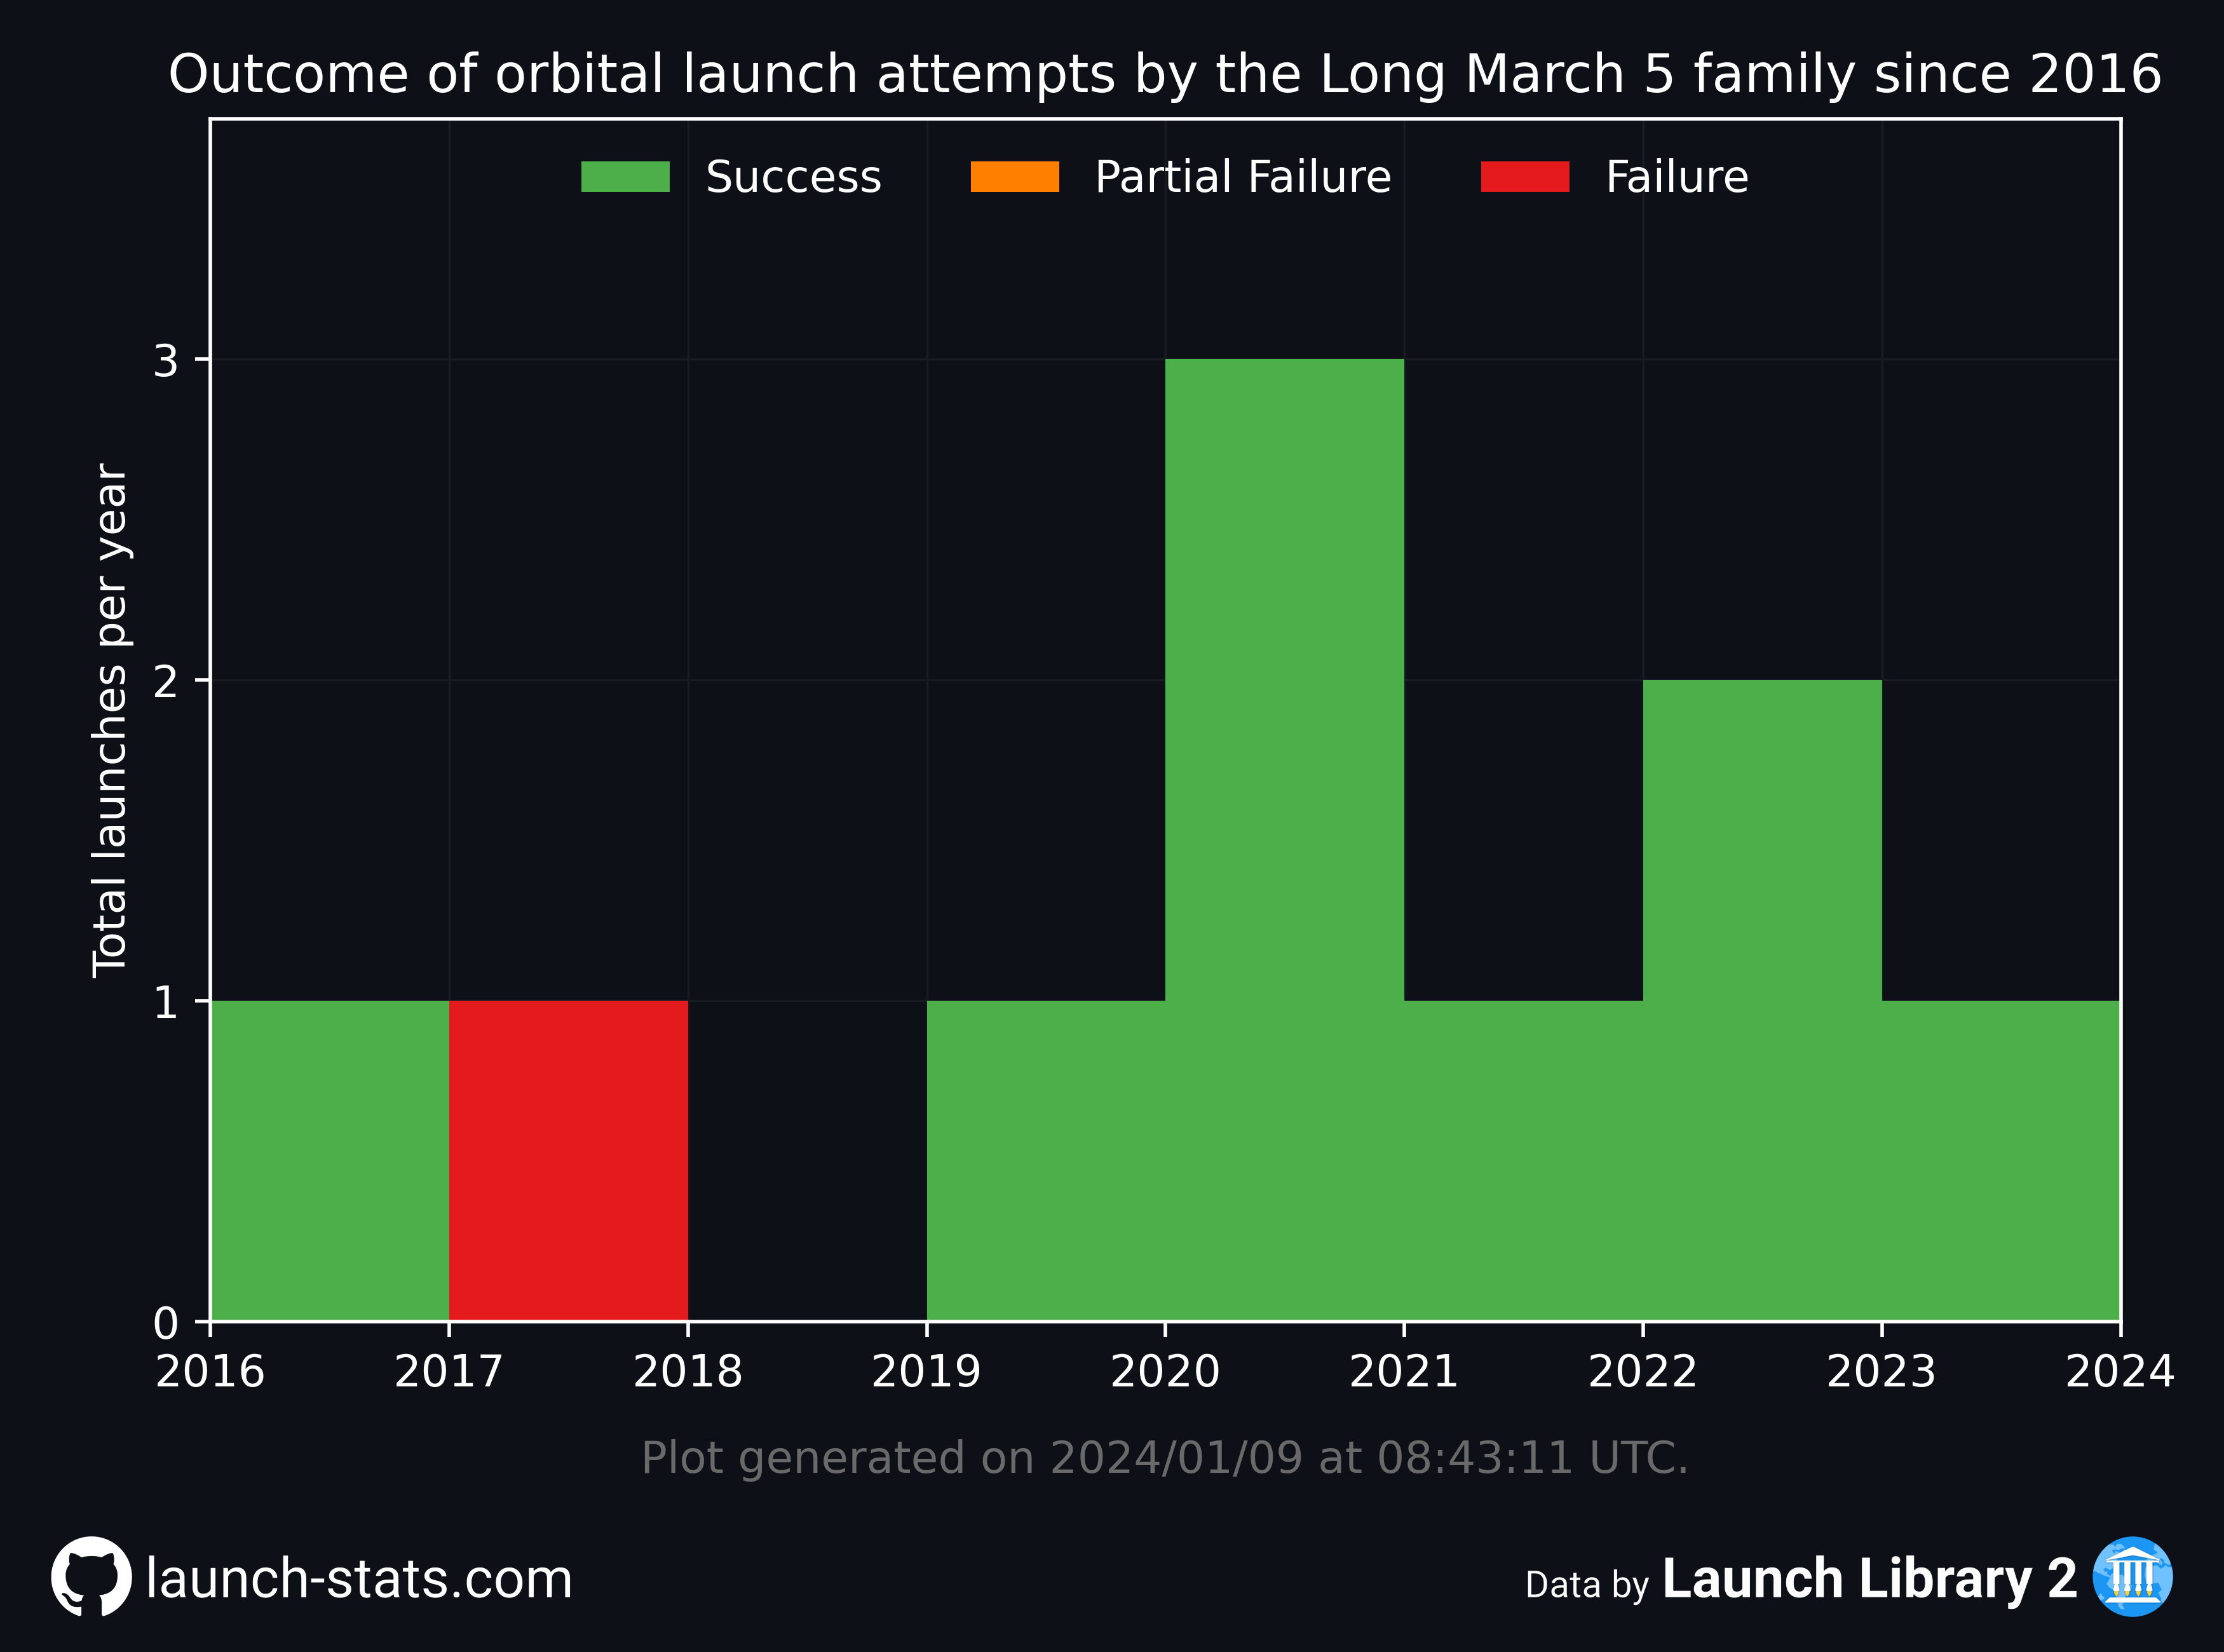 Outcome of orbital launch attempts by the Long March 5 family since 2016
Success Partial Failure Failure
Total launches per year
3
2
1
0
2016 2017 2018 2019 2020 2021 2022 2023 2024
Plot generated on 2024/01/09 at 08:43:11 UTC.
launch-stats.com
Data by Launch Library 2